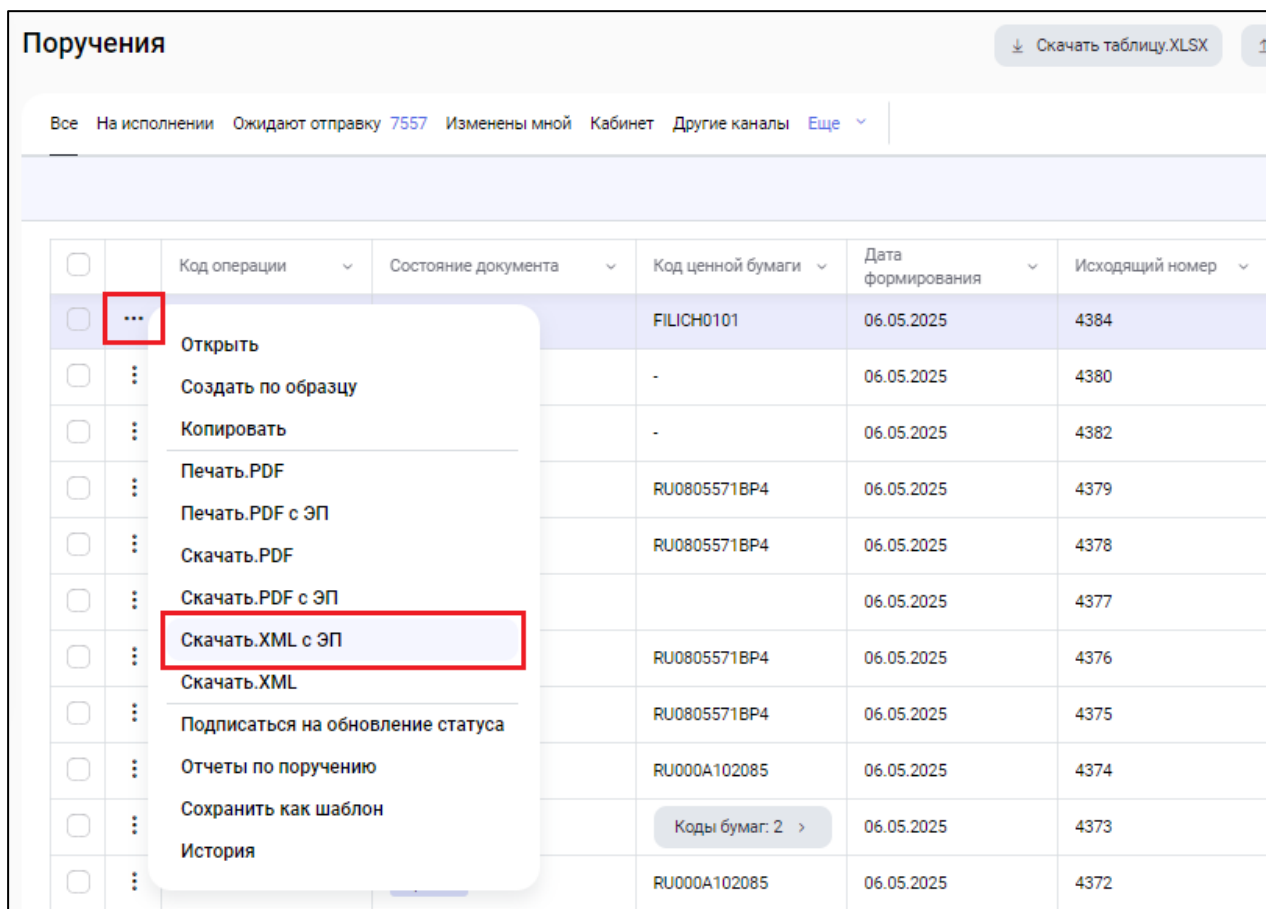 Поручения
Скачать таблицу.XLSX
Все На исполнении Ожидают отправку 7557 Изменены мной Кабинет Другие каналы Еще
Код операции Состояние документа Код ценной бумаги Дата формирования Исходящий номер
FILICH0101 06.05.2025 4384
Открыть
- 06.05.2025 4380
Создать по образцу
- 06.05.2025 4382
Копировать
Печать.PDF
RU0805571BP4 06.05.2025 4379
Печать.PDF с ЭП
RU0805571BP4 06.05.2025 4378
Скачать.PDF
Скачать.PDF с ЭП
06.05.2025 4377
Скачать.XML с ЭП
RU0805571BP4 06.05.2025 4376
Скачать.XML
RU0805571BP4 06.05.2025 4375
Подписаться на обновление статуса
Отчеты по поручению
RU000A102085 06.05.2025 4374
Сохранить как шаблон
Коды бумаг: 2 06.05.2025 4373
История
RU000A102085 06.05.2025 4372